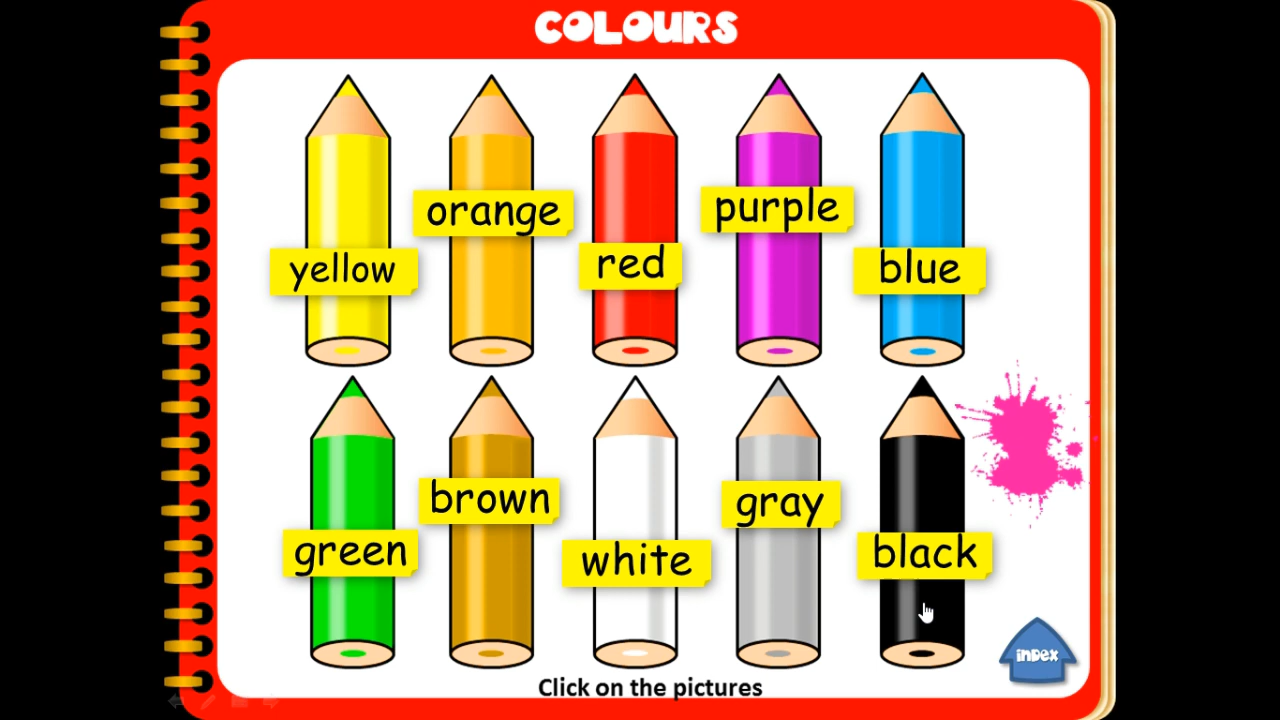 COLOURS
yellow
orange
red
purple
blue
green
brown
white
gray
black
INDEX
Click on the pictures